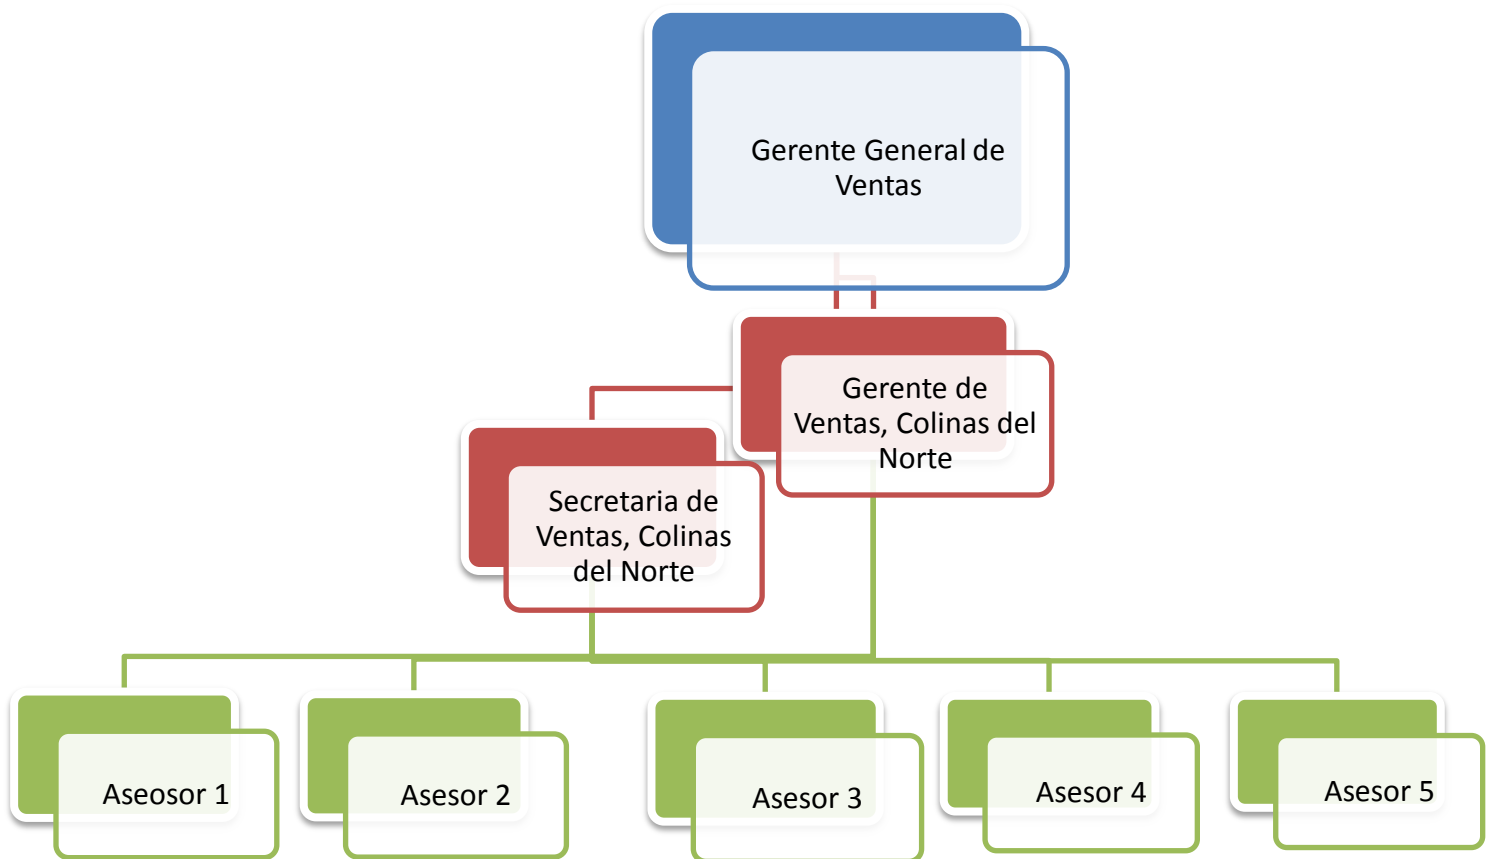 Gerente General de
Ventas
Gerente de
Ventas, Colinas del
Norte
Secretaria de
Ventas, Colinas
del Norte
Aseosor 1
Asesor 2
Asesor 3
Asesor 4
Asesor 5